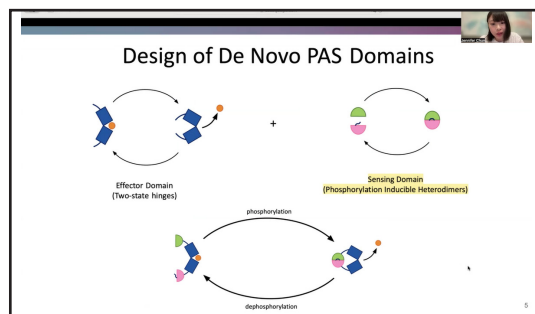 Design of De Novo PAS Domains
+
Effector Domain
(Two-state hinges)
Sensing Domain
(Phosphorylation Inducible Heterodimers)
phosphorylation
dephosphorylation
5